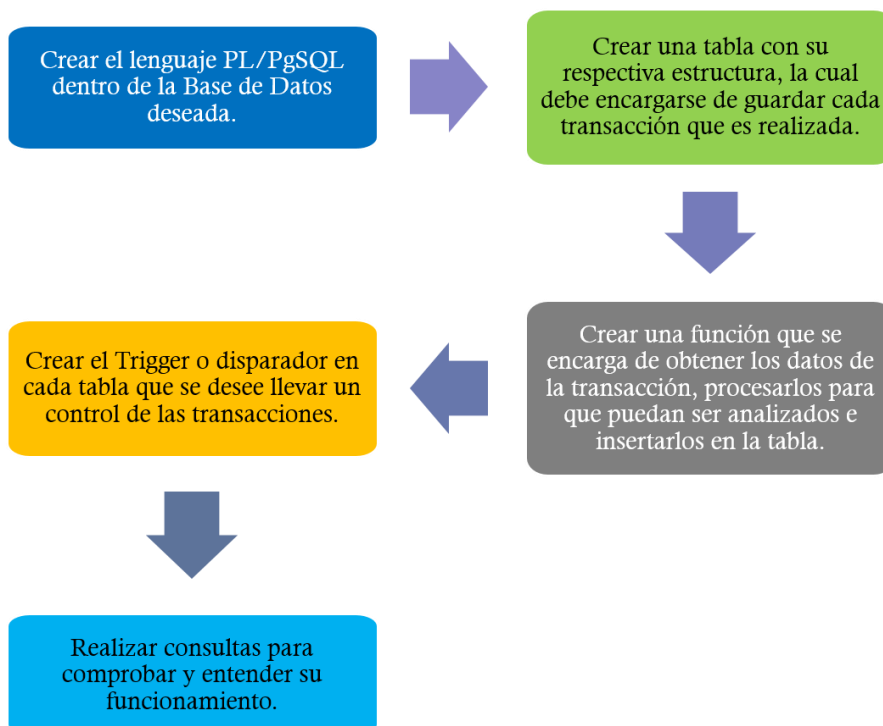 Crear el lenguaje PL/PgSQL
dentro de la Base de Datos
deseada.
Crear una tabla con su
respectiva estructura, la cual
debe encargarse de guardar cada
transacción que es realizada.
Crear una función que se
encarga de obtener los datos de
la transacción, procesarlos para
que puedan ser analizados e
insertarlos en la tabla.
Crear el Trigger o disparador en
cada tabla que se desee llevar un
control de las transacciones.
Realizar consultas para
comprobar y entender su
funcionamiento.